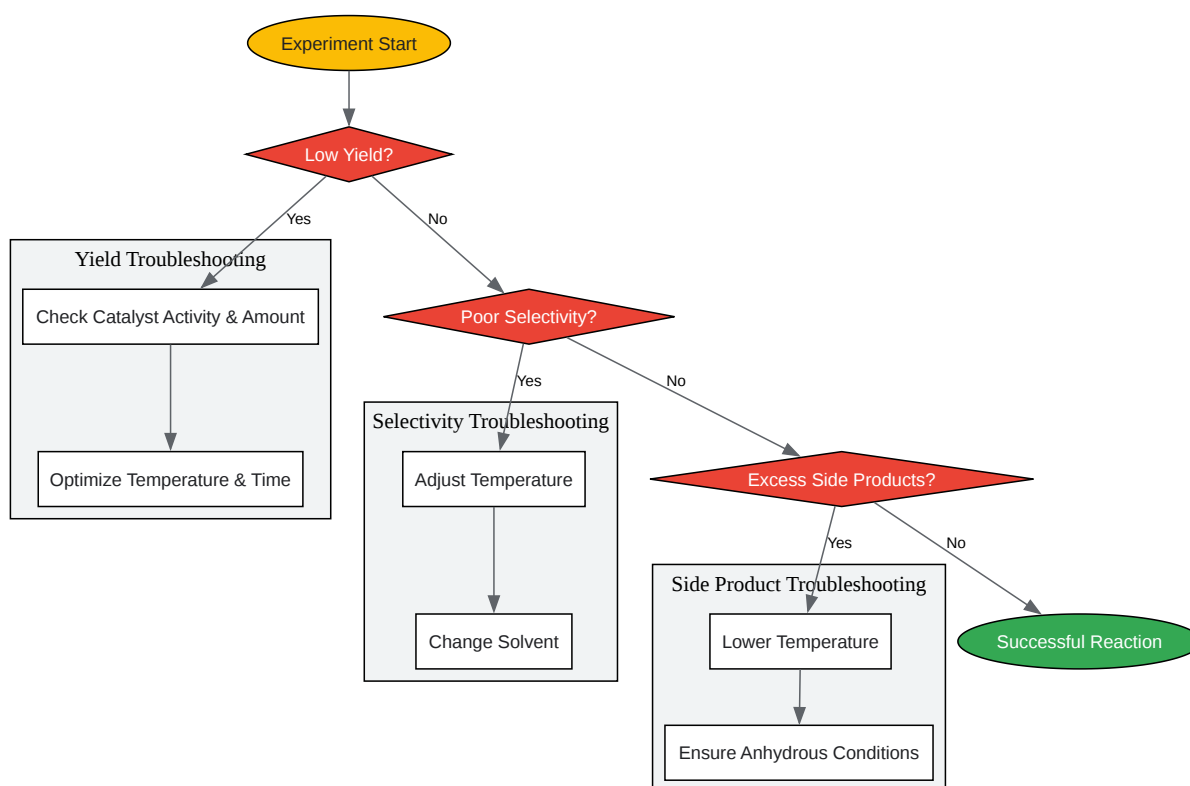 Experiment Start
Low Yield?
Yes
No
Yield Troubleshooting
Check Catalyst Activity & Amount
Optimize Temperature & Time
Poor Selectivity?
Yes
No
Selectivity Troubleshooting
Adjust Temperature
Change Solvent
Excess Side Products?
Yes
No
Side Product Troubleshooting
Lower Temperature
Ensure Anhydrous Conditions
Successful Reaction